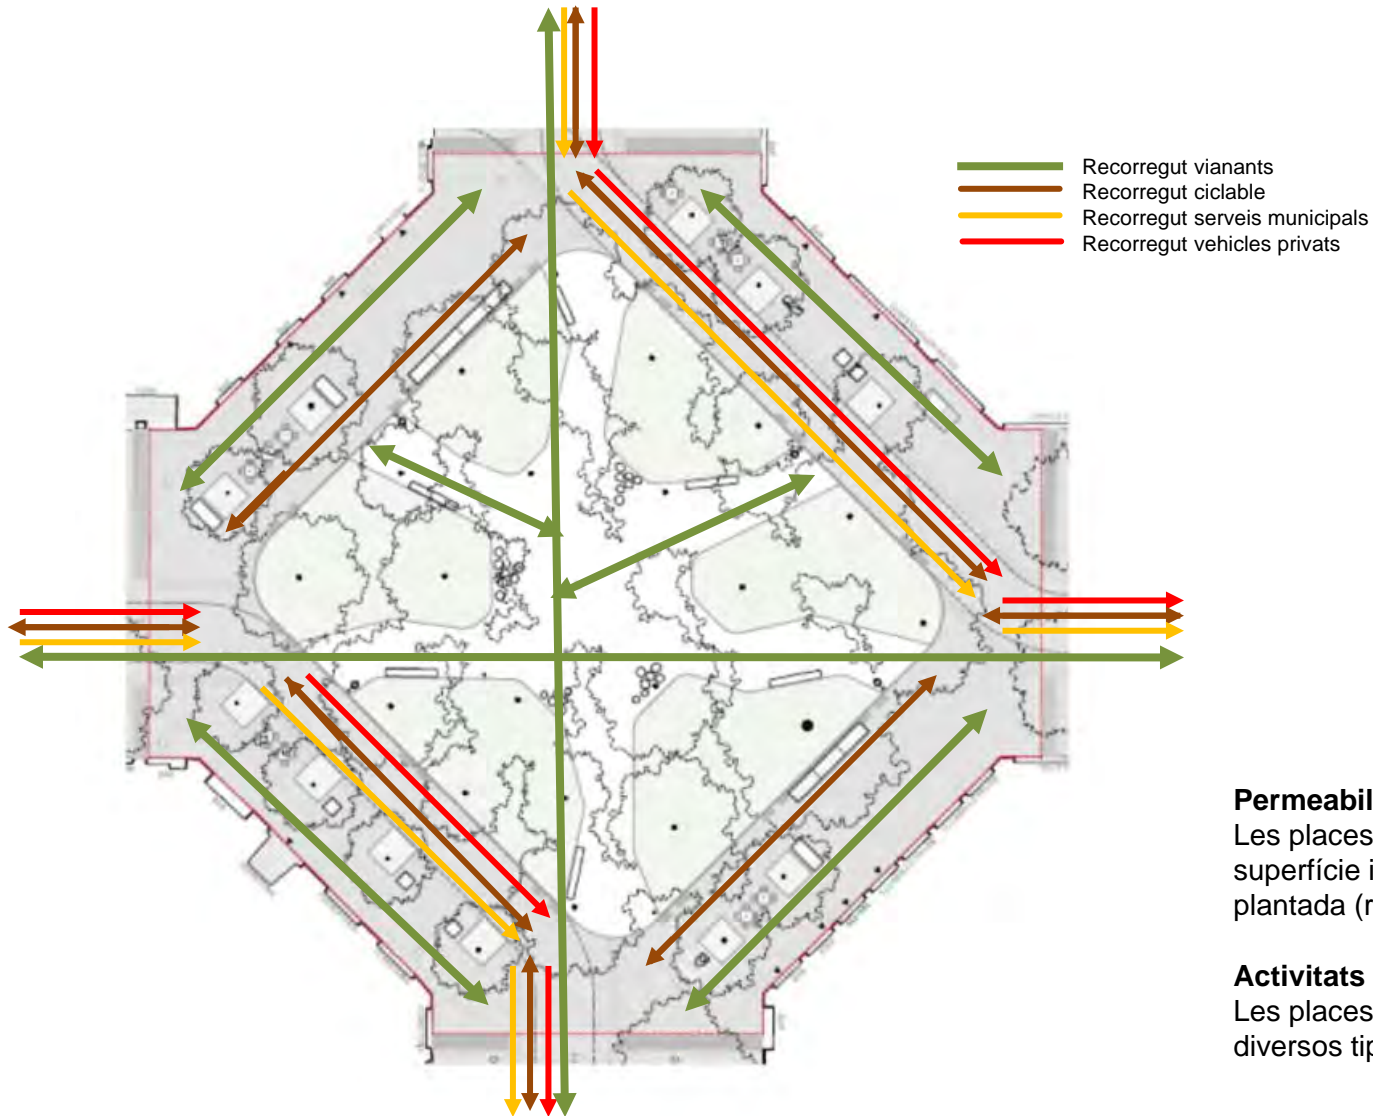 Recorregut vianants
Recorregut ciclable
Recorregut serveis municipals
Recorregut vehicles privats
Permeabil
Les places
superfície i
plantada (r
Activitats
Les places
diversos tip